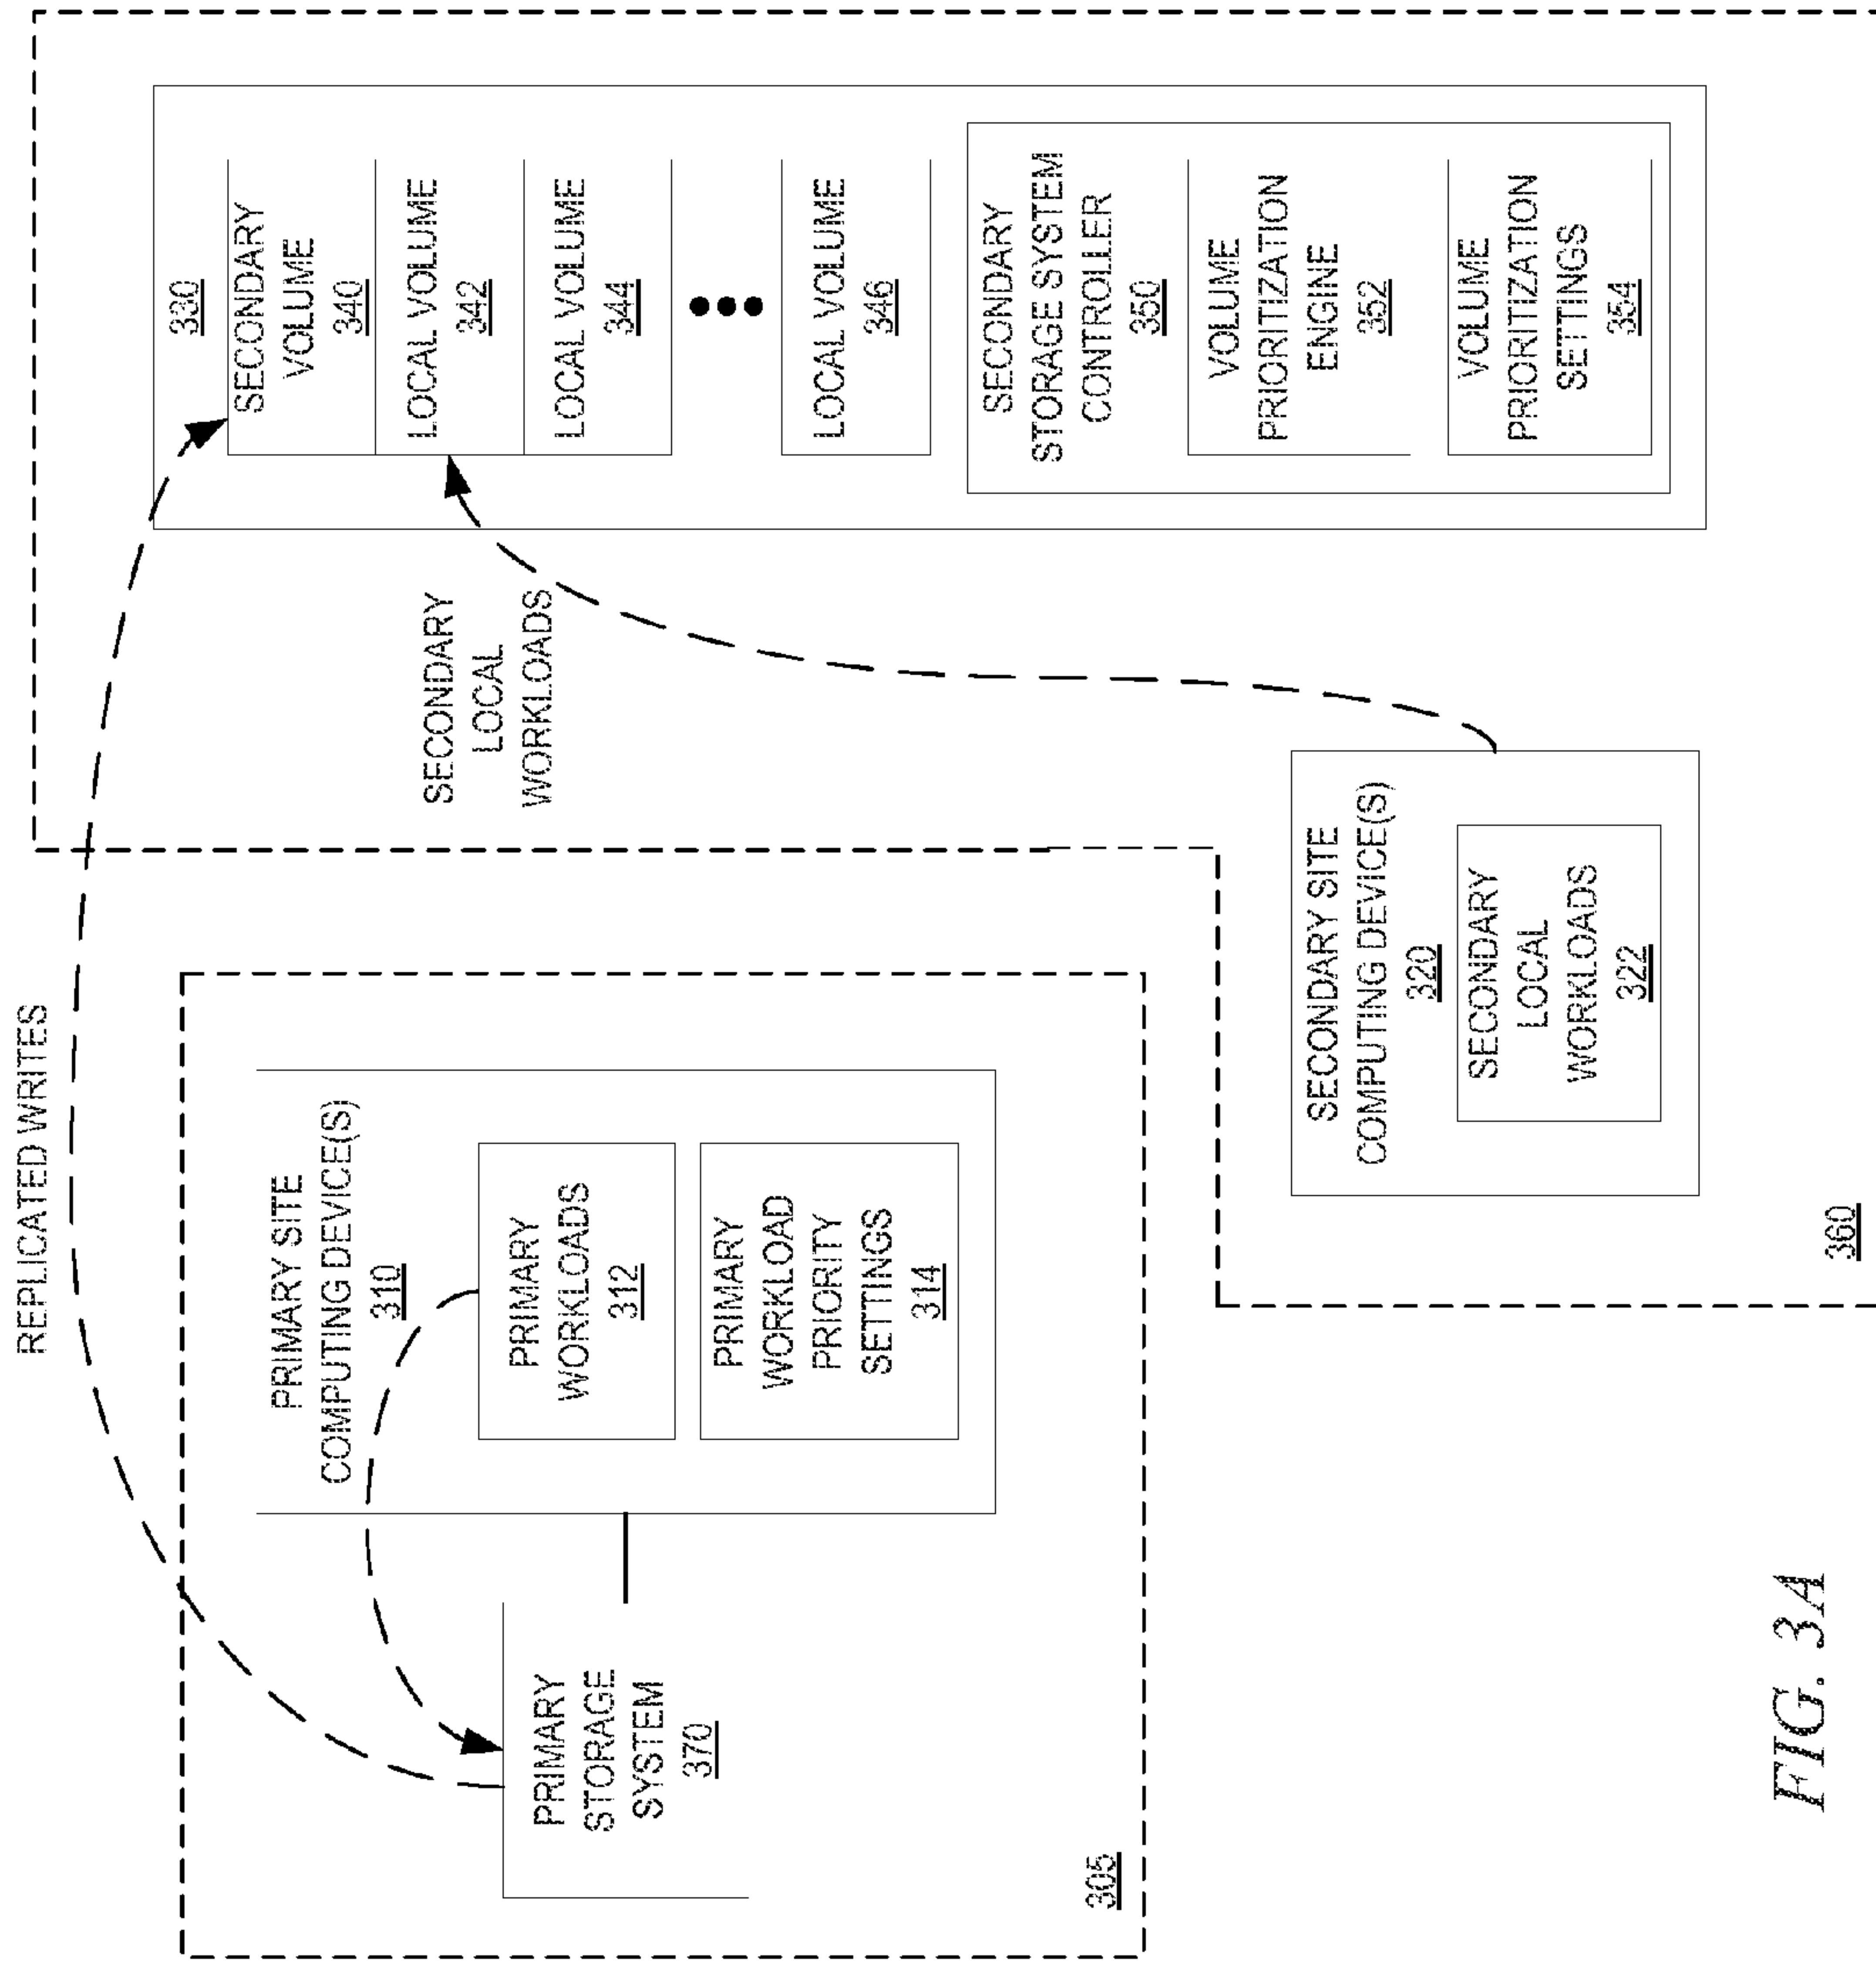 REPLICATED WRITES
PRIMARY SITE
COMPUTING DEVICE(S)
310
PRIMARY
WORKLOADS
312
PRIMARY
WORKLOAD
PRIORITY
SETTINGS
314
PRIMARY
STORAGE
SYSTEM
370
305
SECONDARY
LOCAL
WORKLOADS
330
SECONDARY
VOLUME
340
LOCAL VOLUME
342
LOCAL VOLUME
344
LOCAL VOLUME
346
SECONDARY
STORAGE SYSTEM
CONTROLLER
350
VOLUME
PRIORITIZATION
ENGINE
352
VOLUME
PRIORITIZATION
SETTINGS
354
SECONDARY SITE
COMPUTING DEVICE(S)
320
SECONDARY
LOCAL
WORKLOADS
322
360
FIG. 3A